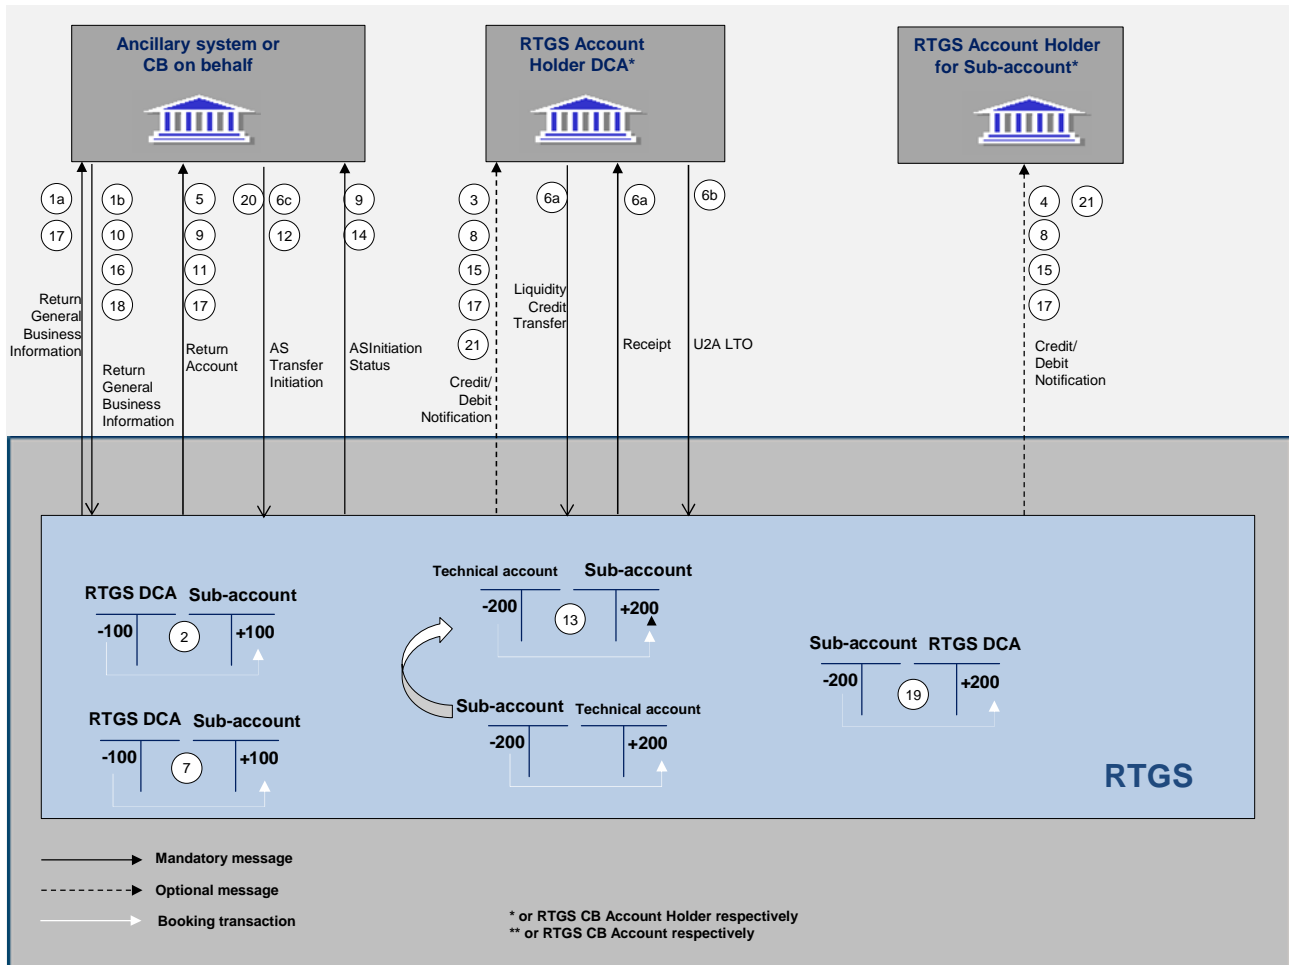 Ancillary system or
CB on behalf
RTGS Account
Holder DCA*
RTGS Account Holder
for Sub-account*
1a
17
1b
10
16
18
5
9
11
17
20
6c
12
9
14
3
8
15
17
21
6a
6a
6b
4
21
8
15
17
Return
General
Business
Information
Return
General
Business
Information
Return
Account
AS
Transfer
Initiation
ASInitiation
Status
Credit/
Debit
Notification
Liquidity
Credit
Transfer
Receipt
U2A LTO
Credit/
Debit
Notification
RTGS DCA Sub-account
-100 2 +100
RTGS DCA Sub-account
-100 7 +100
Technical account Sub-account
-200 13 +200
Sub-account Technical account
-200 +200
Sub-account RTGS DCA
-200 19 +200
RTGS
Mandatory message
Optional message
Booking transaction
* or RTGS CB Account Holder respectively
** or RTGS CB Account respectively